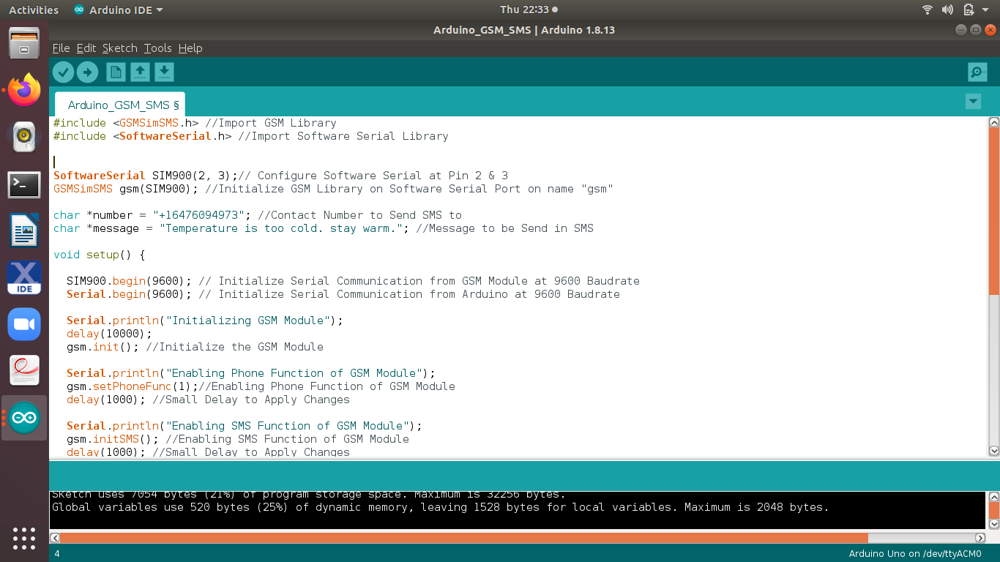 Activities
Arduino IDE
Thu 22:33
Arduino_GSM_SMS | Arduino 1.8.13
File Edit Sketch Tools Help
Arduino_GSM_SMS §
#include <GSMSimSMS.h> //Import GSM Library
#include <SoftwareSerial.h> //Import Software Serial Library
SoftwareSerial SIM900(2, 3);// Configure Software Serial at Pin 2 & 3
GSMSimSMS gsm(SIM900); //Initialize GSM Library on Software Serial Port on name "gsm"
char *number = "+16476094973"; //Contact Number to Send SMS to
char *message = "Temperature is too cold. stay warm."; //Message to be Send in SMS
void setup() {
SIM900.begin(9600); // Initialize Serial Communication from GSM Module at 9600 Baudrate
Serial.begin(9600); // Initialize Serial Communication from Arduino at 9600 Baudrate
Serial.println("Initializing GSM Module");
delay(10000);
gsm.init(); //Initialize the GSM Module
Serial.println("Enabling Phone Function of GSM Module");
gsm.setPhoneFunc(1);//Enabling Phone Function of GSM Module
delay(1000); //Small Delay to Apply Changes
Serial.println("Enabling SMS Function of GSM Module");
gsm.initSMS(); //Enabling SMS Function of GSM Module
delay(1000); //Small Delay to Apply Changes
Sketch uses 7054 bytes (21%) of program storage space. Maximum is 32256 bytes.
Global variables use 520 bytes (25%) of dynamic memory, leaving 1528 bytes for local variables. Maximum is 2048 bytes.
X
IDE
4
Arduino Uno on /dev/ttyACM0